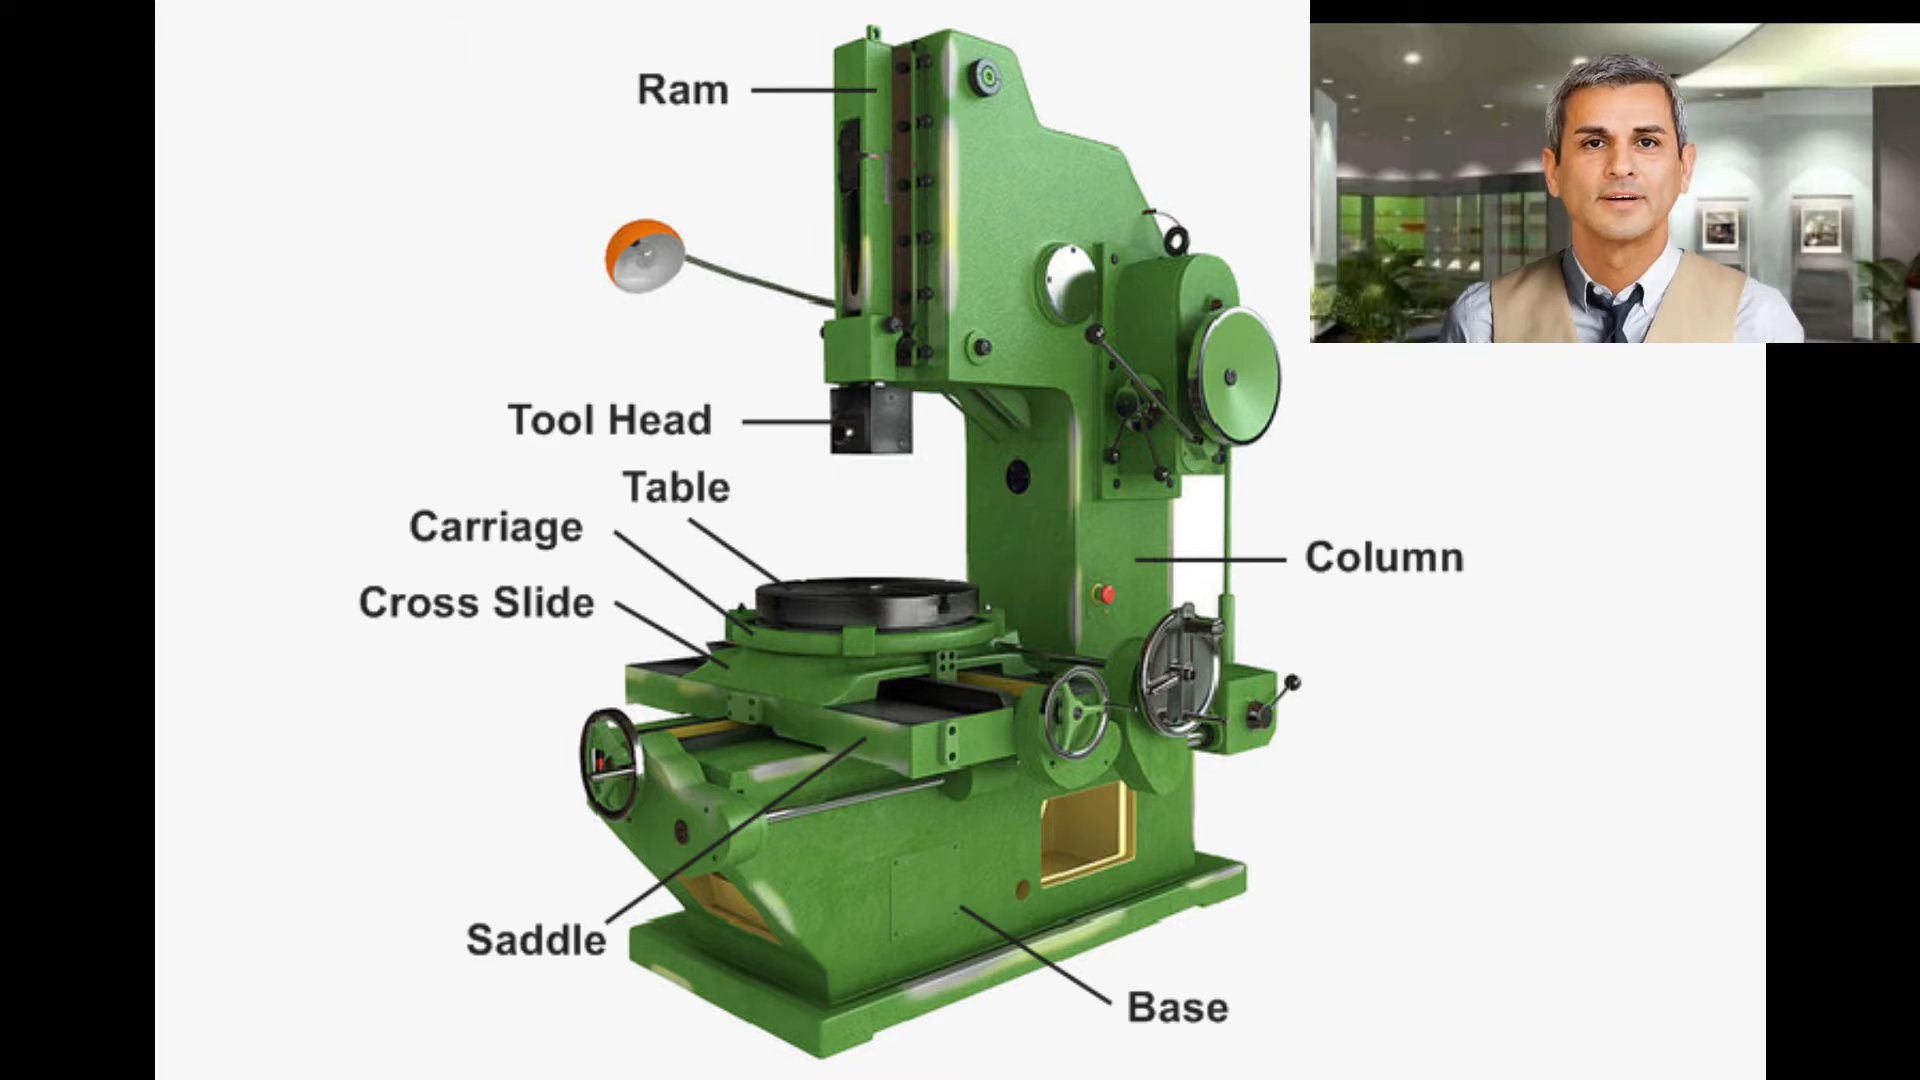 Ram
Tool Head
Table
Carriage
Column
Cross Slide
Saddle
Base